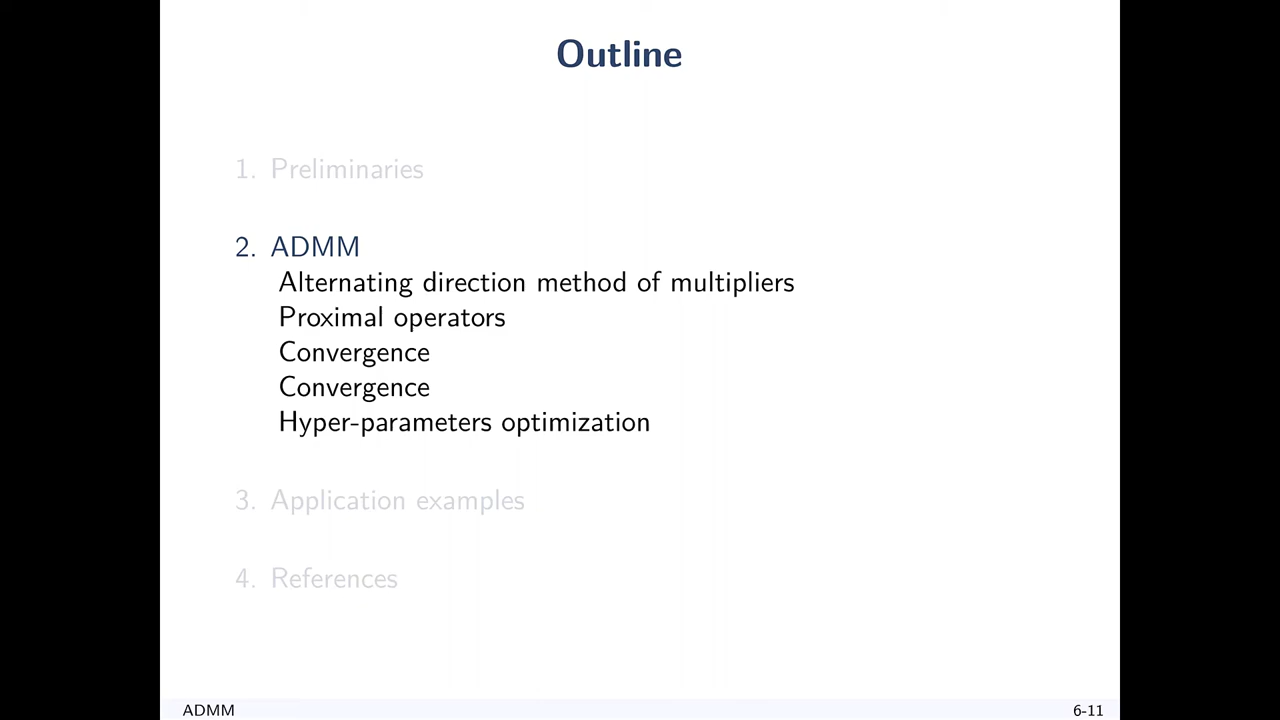 Outline
1. Preliminaries
2. ADMM
Alternating direction method of multipliers
Proximal operators
Convergence
Convergence
Hyper-parameters optimization
3. Application examples
4. References
ADMM
6-11